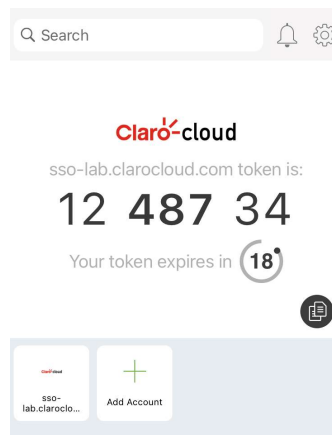 Search
Claro-cloud
sso-lab.clarocloud.com token is:
12 487 34
Your token expires in 18
Claro-cloud
sso-
lab.claroclo...
Add Account